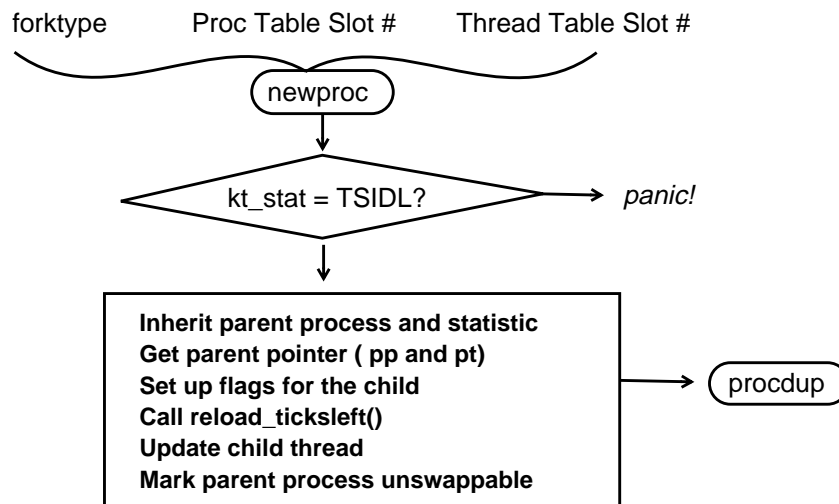 forktype Proc Table Slot # Thread Table Slot #
newproc
kt_stat = TSIDL?
panic!
Inherit parent process and statistic
Get parent pointer ( pp and pt)
Set up flags for the child
Call reload_ticksleft()
Update child thread
Mark parent process unswappable
procdup